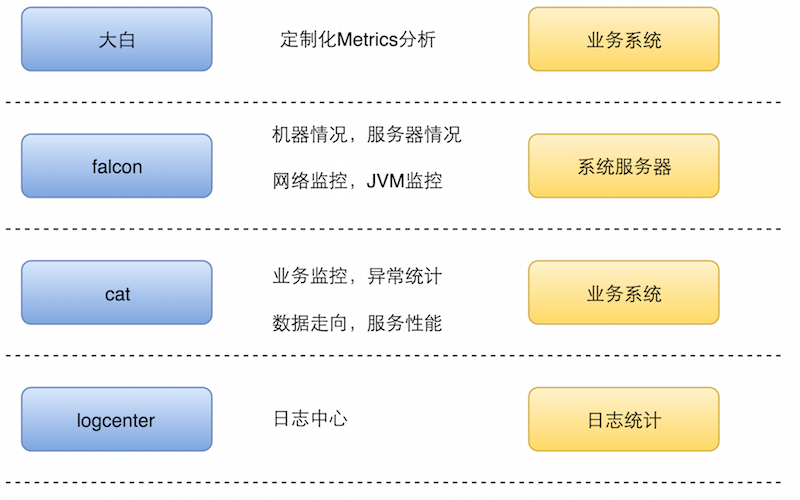 大白
定制化Metrics分析
业务系统
falcon
机器情况，服务器情况
网络监控，JVM监控
系统服务器
cat
业务监控，异常统计
数据走向，服务性能
业务系统
logcenter
日志中心
日志统计